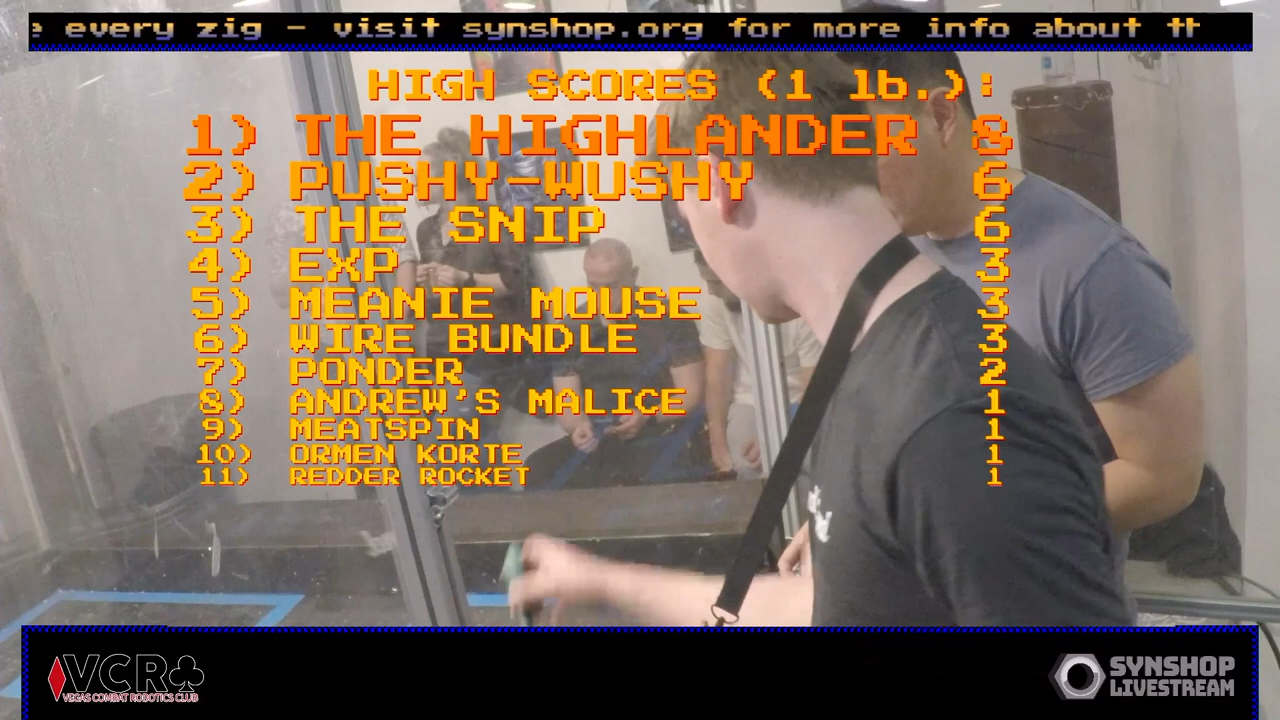 every zig - visit synshop.org for more info about th
HIGH SCORES (1 lb.):
1) THE HIGHLANDER 8
2) PUSHY-WUSHY 6
3) THE SNIP 6
4) EXP 3
5) MEANIE MOUSE 3
6) WIRE BUNDLE 3
7) PONDER 2
8) ANDREW'S MALICE 1
9) MEATSPIN 1
10) ORMEN KORTE 1
11) REDDER ROCKET 1
VCR
VEGAS COMBAT ROBOTICS CLUB
SYNSHOP
LIVESTREAM